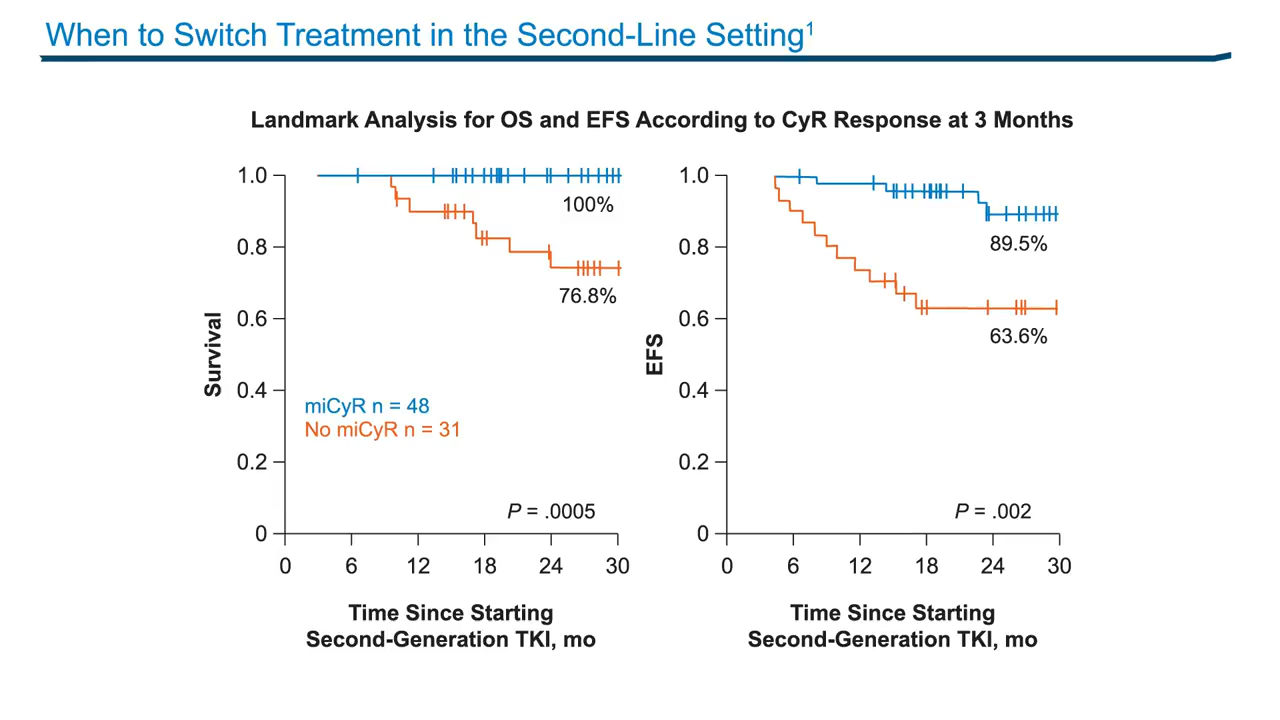 When to Switch Treatment in the Second-Line Setting1
Landmark Analysis for OS and EFS According to CyR Response at 3 Months
Survival
1.0
0.8
0.6
0.4
0.2
0
100%
76.8%
miCyR n = 48
No miCyR n = 31
P = .0005
0 6 12 18 24 30
Time Since Starting
Second-Generation TKI, mo
EFS
1.0
0.8
0.6
0.4
0.2
0
89.5%
63.6%
P = .002
0 6 12 18 24 30
Time Since Starting
Second-Generation TKI, mo